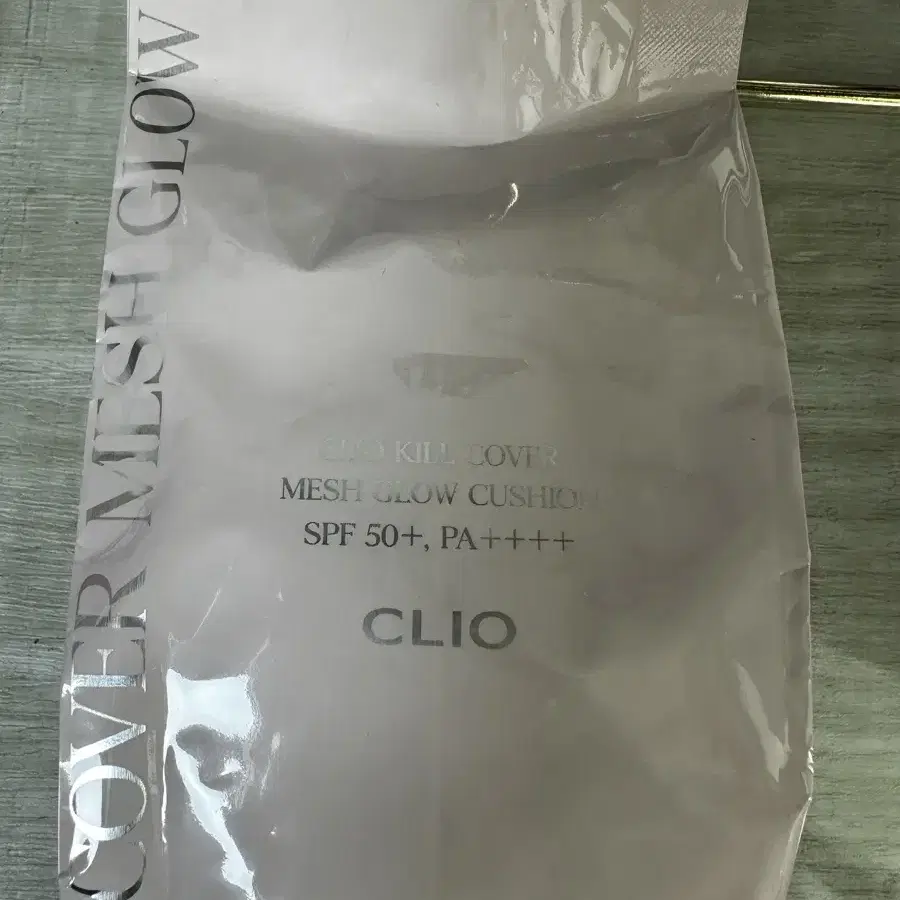 COVER MESH GLOW
CLIO KILL COVER
MESH GLOW CUSHION
SPF 50+, PA++++
CLIO